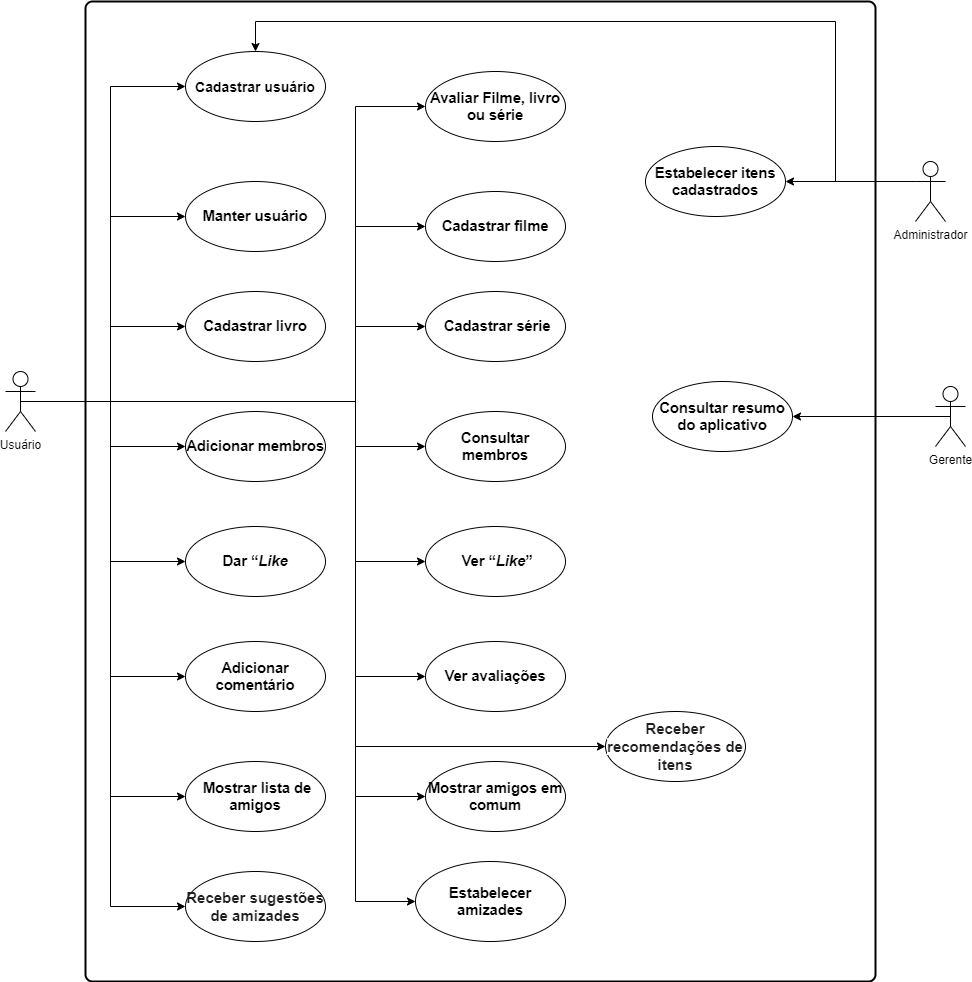 Cadastrar usuário
Avaliar Filme, livro
ou série
Estabelecer itens
cadastrados
Administrador
Manter usuário
Cadastrar filme
Cadastrar livro
Cadastrar série
Usuário
Consultar resumo
do aplicativo
Gerente
Adicionar membros
Consultar
membros
Dar “Like
Ver “Like”
Adicionar
comentário
Ver avaliações
Receber
recomendações de
itens
Mostrar lista de
amigos
Mostrar amigos em
comum
Receber sugestões
de amizades
Estabelecer
amizades